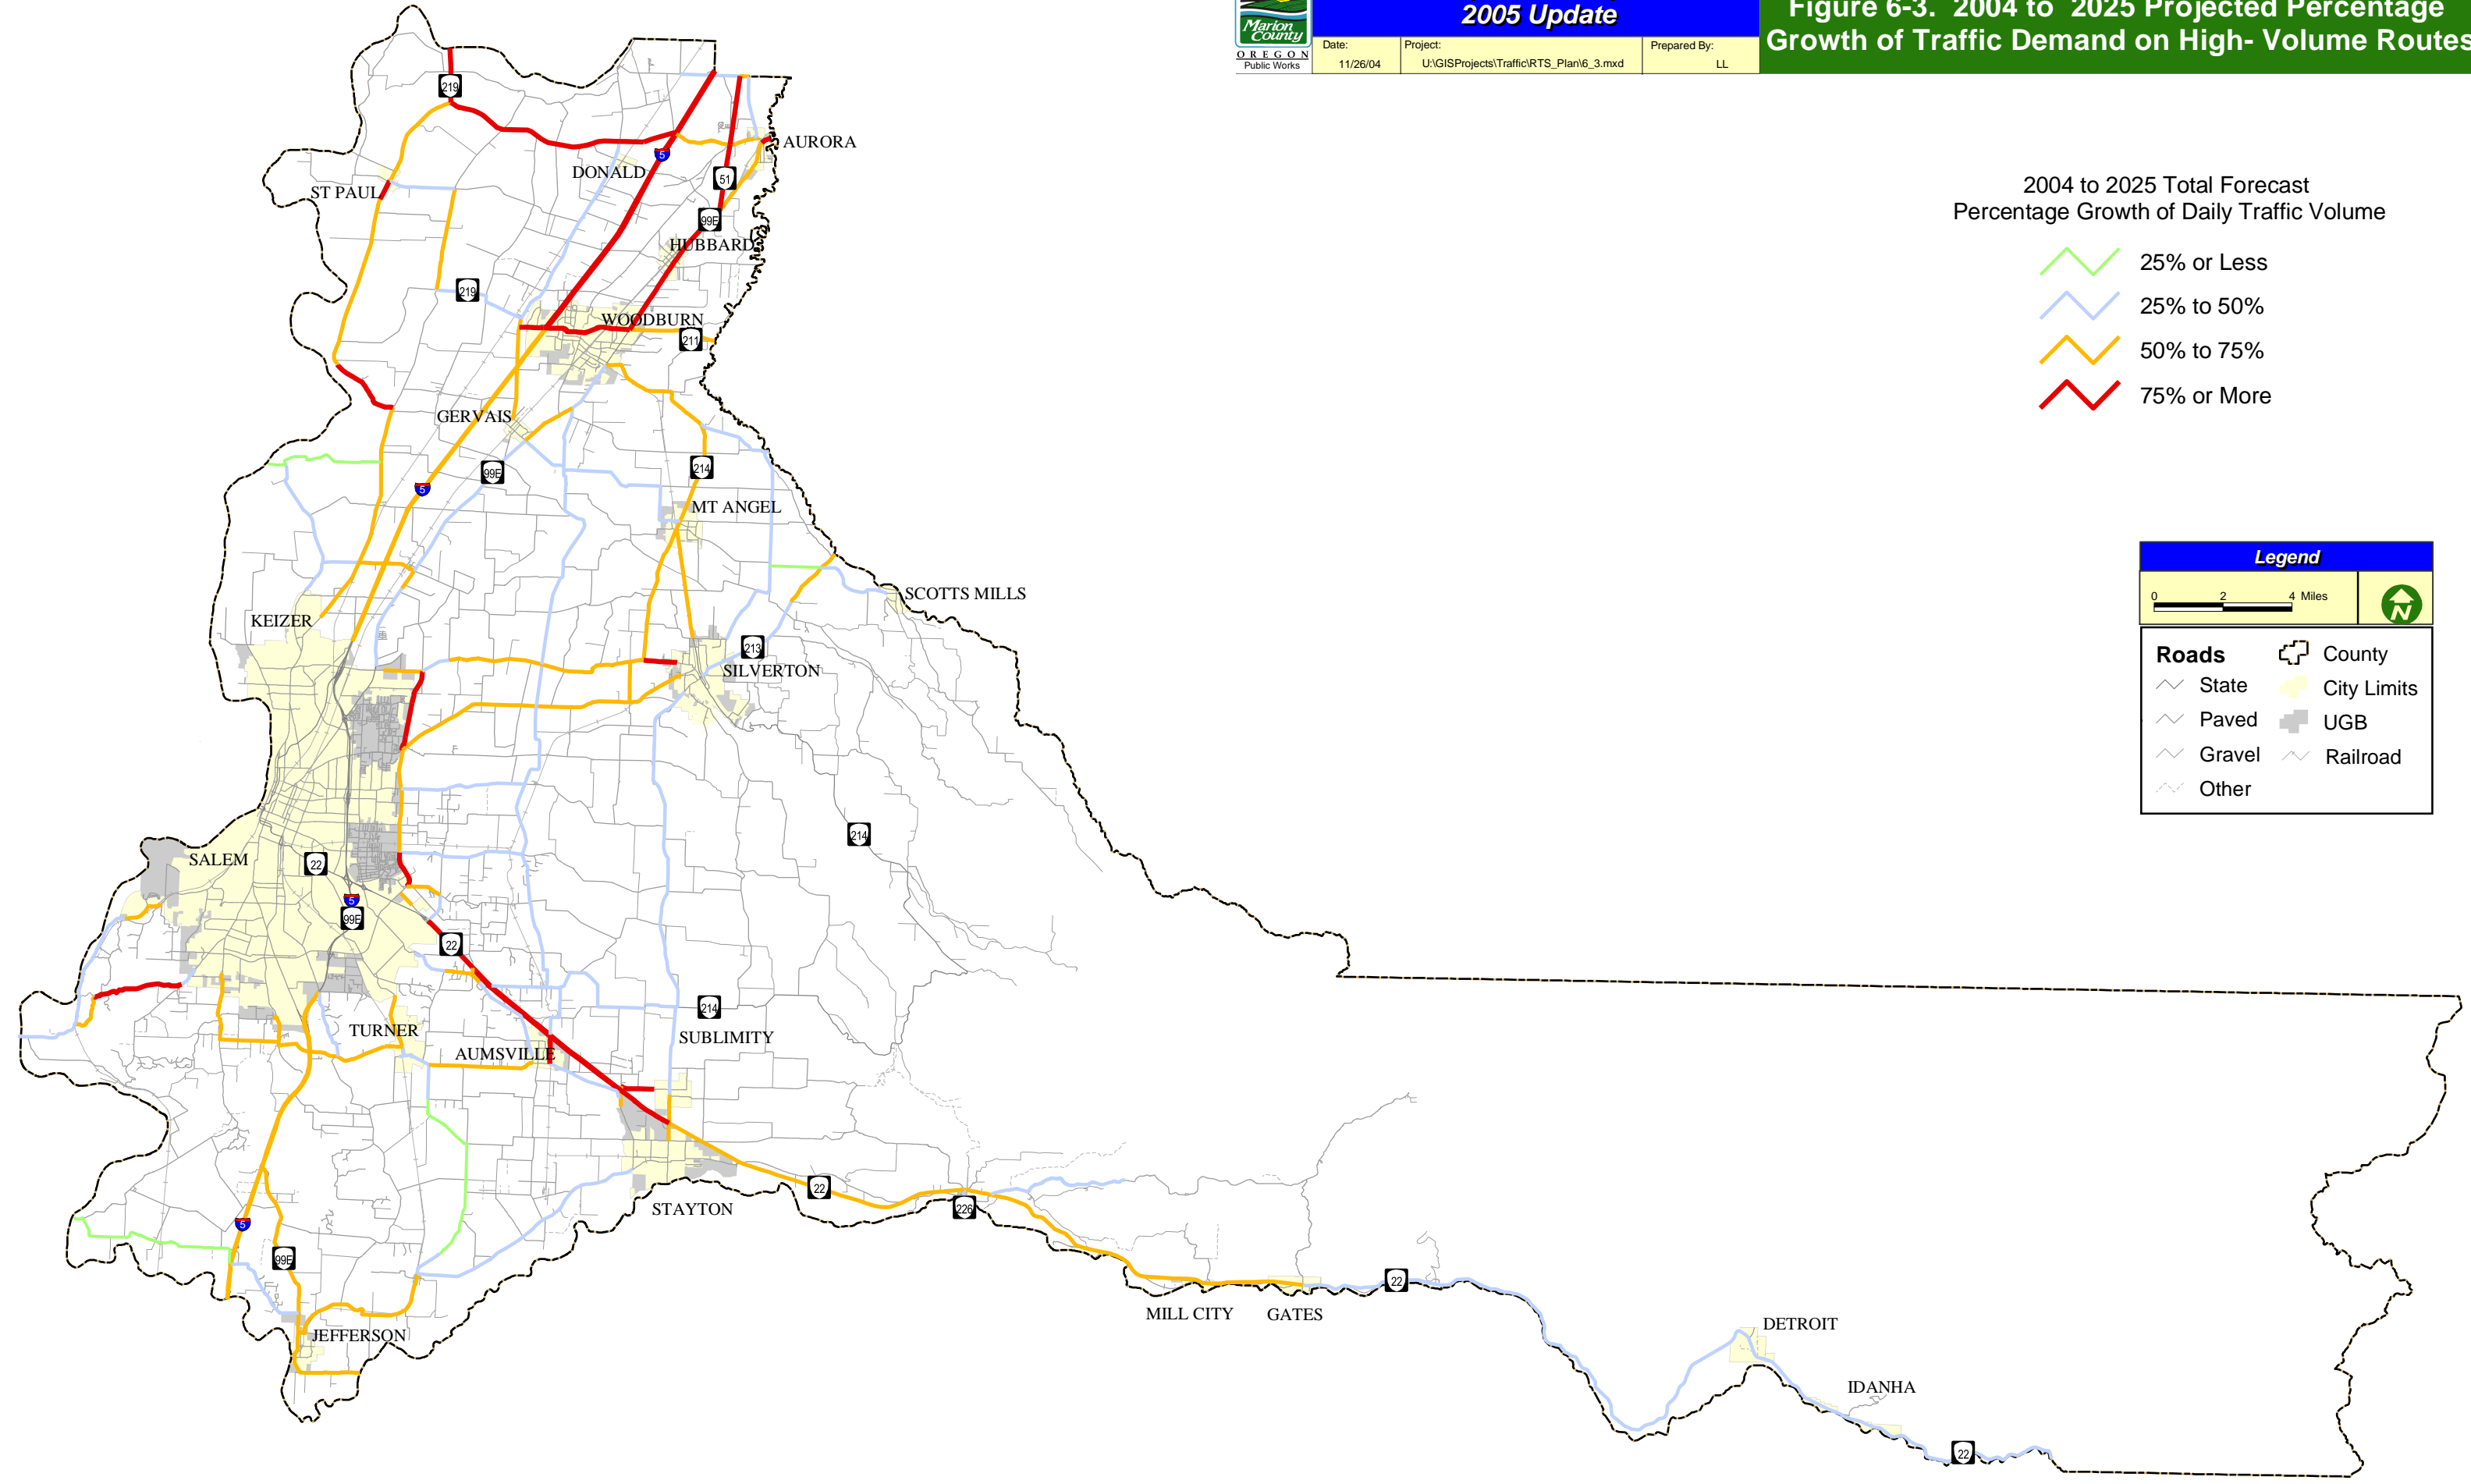 Marion
County
OREGON
Public Works
2005 Update
Date:
11/26/04
Project:
U:\GISProjects\Traffic\RTS_Plan\6_3.mxd
Prepared By:
LL
Figure 6-3. 2004 to 2025 Projected Percentage
Growth of Traffic Demand on High- Volume Routes
2004 to 2025 Total Forecast
Percentage Growth of Daily Traffic Volume
25% or Less
25% to 50%
50% to 75%
75% or More
Legend
0 2 4 Miles
N
Roads
State
Paved
Gravel
Other
County
City Limits
UGB
Railroad
219
AURORA
5
DONALD
51
ST PAUL
99E
HUBBARD
219
WOODBURN
211
GERVAIS
214
99E
5
MT ANGEL
SCOTTS MILLS
KEIZER
213
SILVERTON
214
SALEM
22
5
99E
22
214
TURNER
SUBLIMITY
AUMSVILLE
22
STAYTON
226
5
99E
22
MILL CITY
GATES
JEFFERSON
DETROIT
IDANHA
22